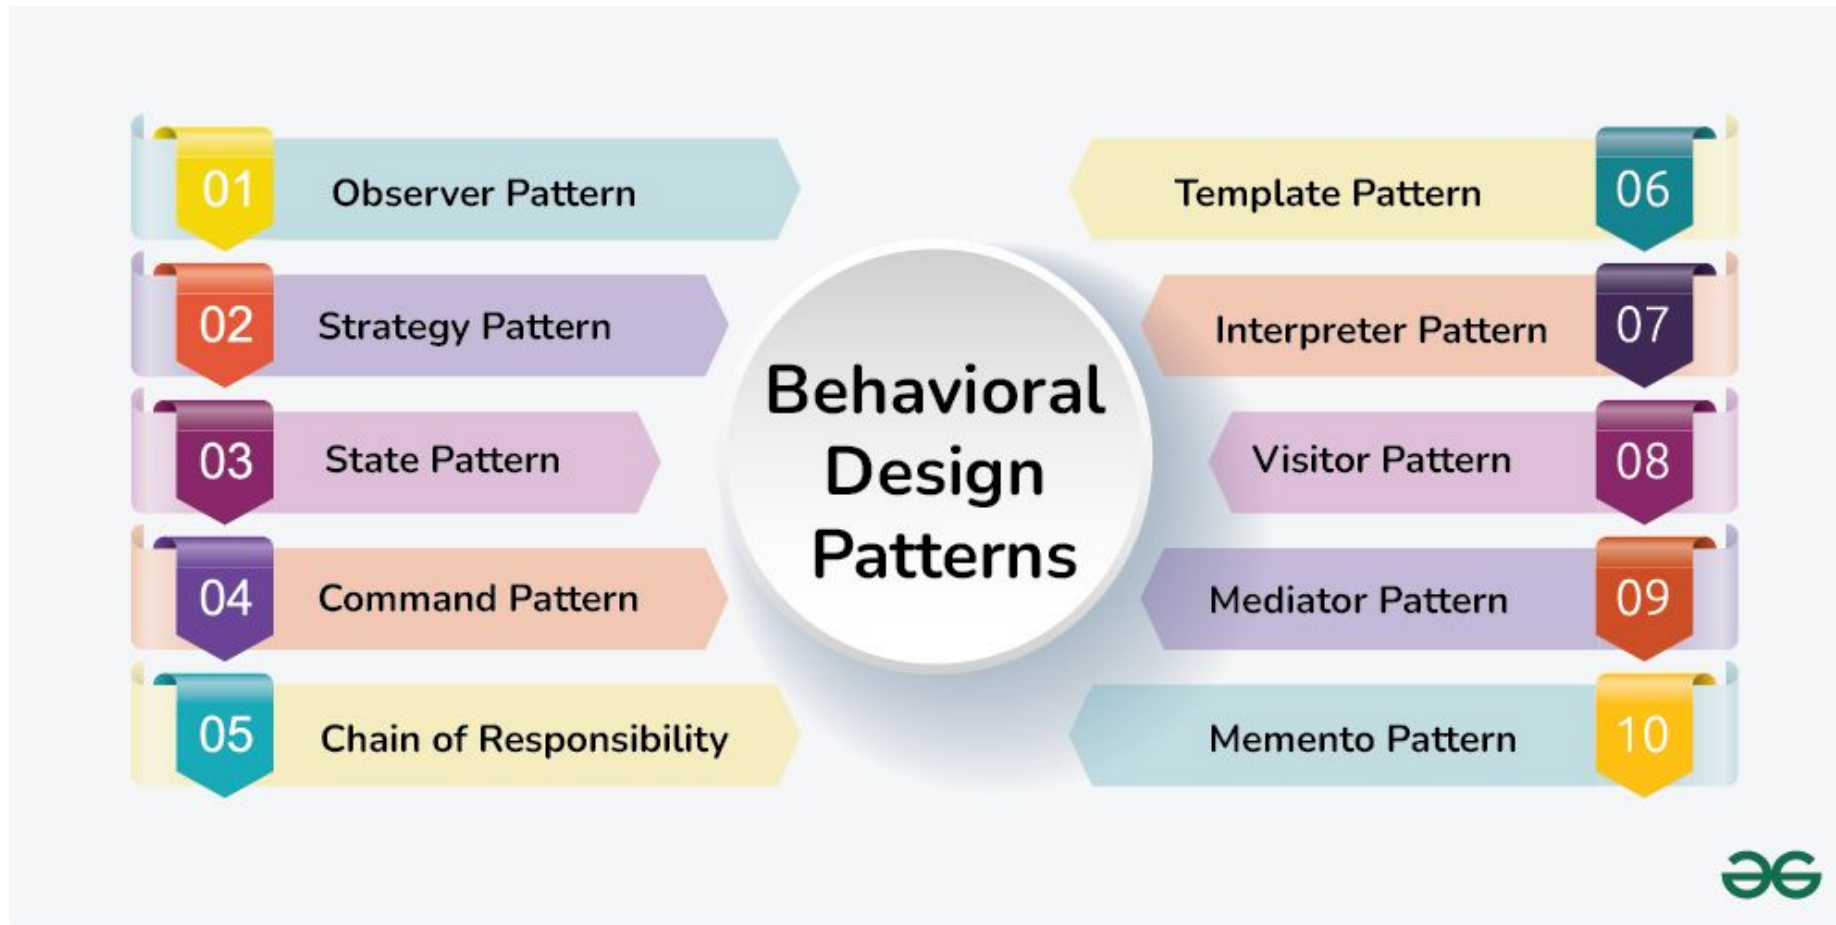 01
Observer Pattern
02
Strategy Pattern
03
State Pattern
04
Command Pattern
05
Chain of Responsibility
Behavioral
Design
Patterns
Template Pattern
06
Interpreter Pattern
07
Visitor Pattern
08
Mediator Pattern
09
Memento Pattern
10